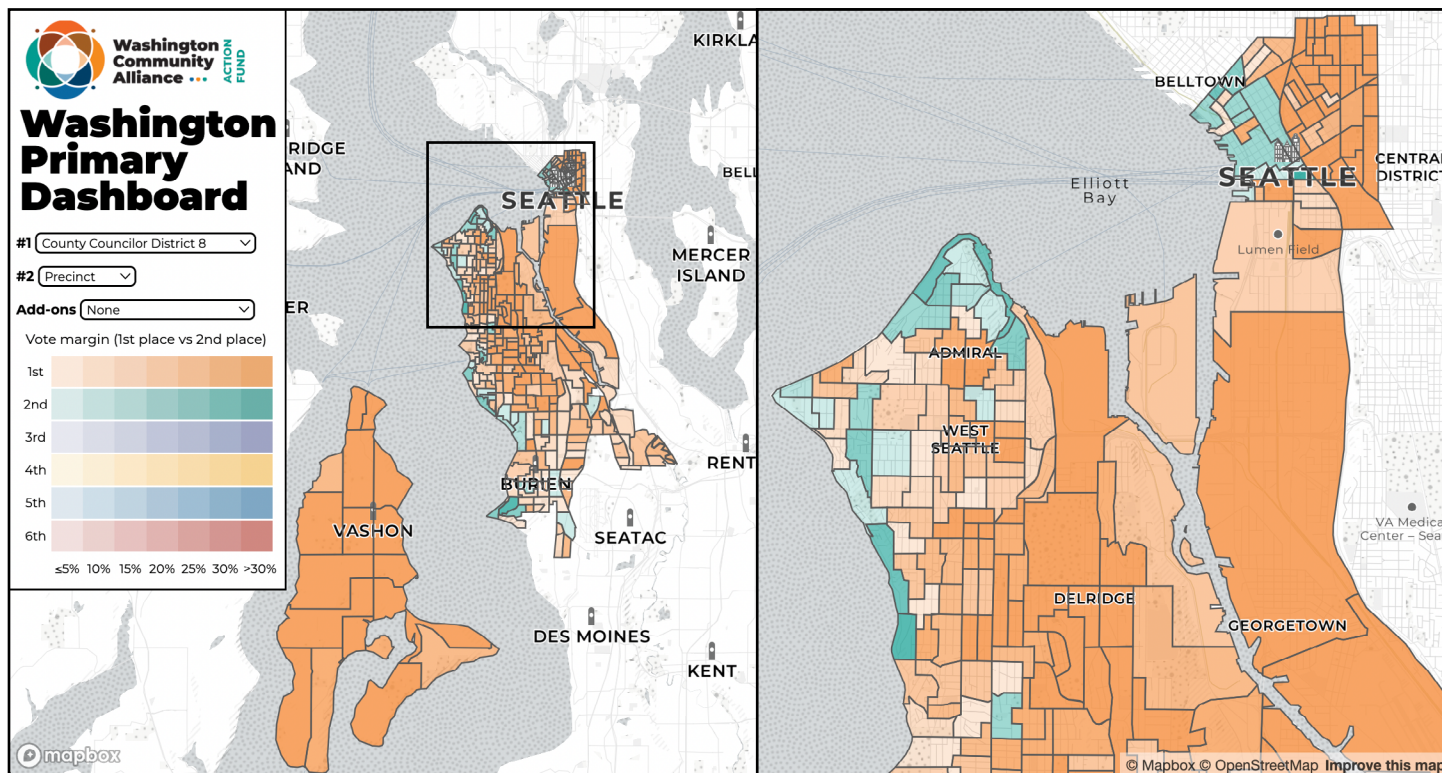 Washington
Community
Alliance
ACTION
FUND
Washington
Primary
Dashboard
#1 County Councilor District 8
#2 Precinct
Add-ons None
Vote margin (1st place vs 2nd place)
1st
2nd
3rd
4th
5th
6th
≤5% 10% 15% 20% 25% 30% >30%
KIRKLA
RIDGE
AND
BELL
SEATTLE
MERCER
ISLAND
ER
RENT
BURIEN
VASHON
SEATAC
DES MOINES
KENT
mapbox
BELLTOWN
CENTRA
DISTRICT
SEATTLE
Elliott
Bay
Lumen Field
ADMIRAL
WEST
SEATTLE
VA Medica
Center – Sea
DELRIDGE
GEORGETOWN
© Mapbox © OpenStreetMap Improve this map